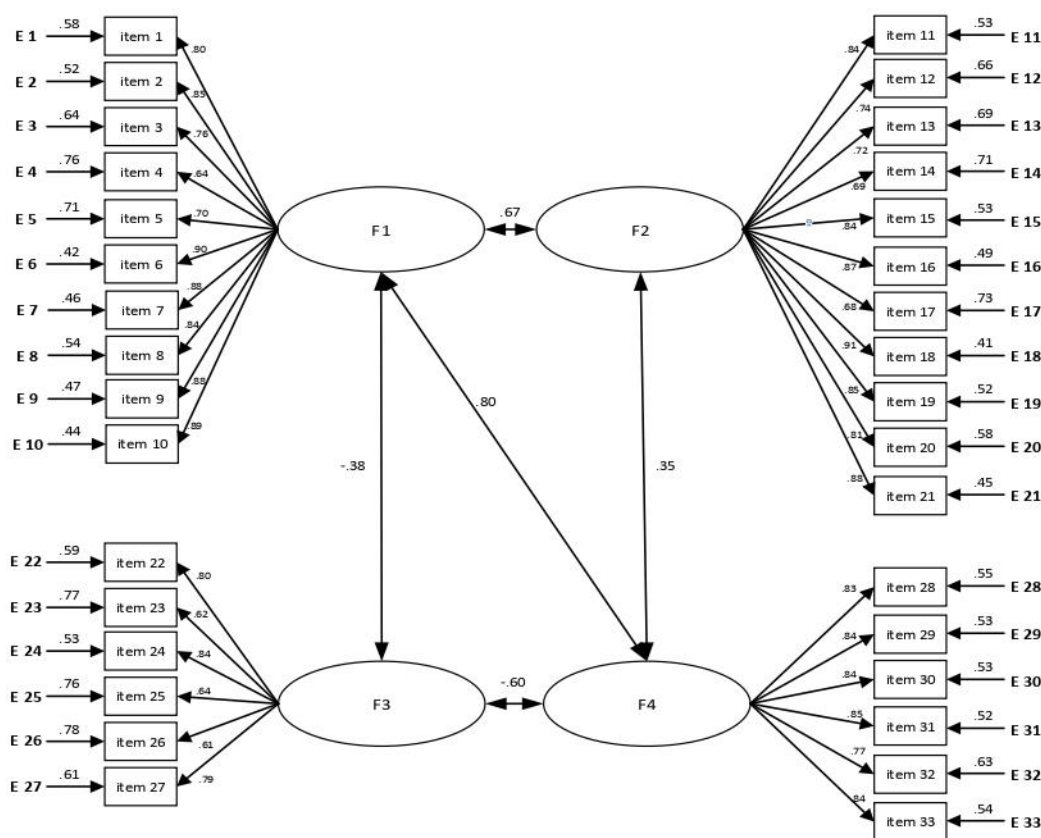 E 1 .58 item 1 .80
E 2 .52 item 2 .85
E 3 .64 item 3 .76
E 4 .76 item 4 .64
E 5 .71 item 5 .70
E 6 .42 item 6 .90
E 7 .46 item 7 .88
E 8 .54 item 8 .84
E 9 .47 item 9 .88
E 10 .44 item 10 .89
.84 item 11 .53 E 11
.74 item 12 .66 E 12
.72 item 13 .69 E 13
.69 item 14 .71 E 14
.84 item 15 .53 E 15
.87 item 16 .49 E 16
.68 item 17 .73 E 17
.91 item 18 .41 E 18
.85 item 19 .52 E 19
.81 item 20 .58 E 20
.88 item 21 .45 E 21
F1 .67 F2
-.38 .80 .35
E 22 .59 item 22 .80
E 23 .77 item 23 .62
E 24 .53 item 24 .84
E 25 .76 item 25 .64
E 26 .78 item 26 .61
E 27 .61 item 27 .79
F3 -.60 F4
.83 item 28 .55 E 28
.84 item 29 .53 E 29
.84 item 30 .53 E 30
.85 item 31 .52 E 31
.77 item 32 .63 E 32
.84 item 33 .54 E 33